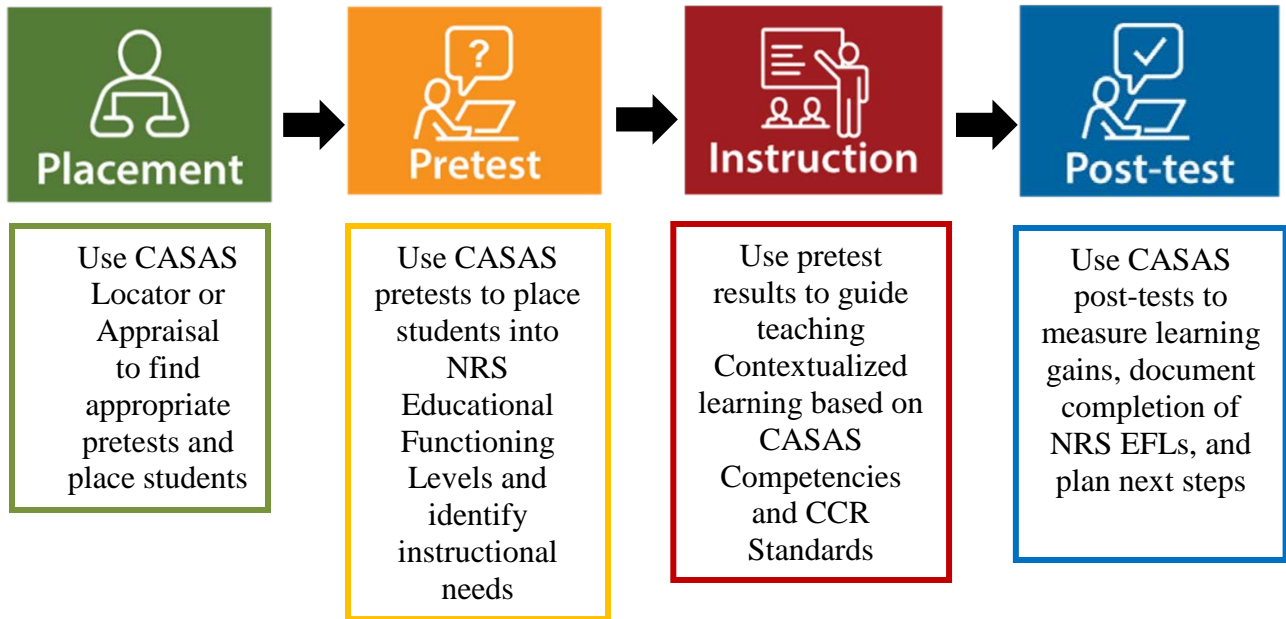 Placement
?
Pretest
Instruction
Post-test
Use CASAS
Locator or
Appraisal
to find
appropriate
pretests and
place students
Use CASAS
pretests to place
students into
NRS
Educational
Functioning
Levels and
identify
instructional
needs
Use pretest
results to guide
teaching
Contextualized
learning based on
CASAS
Competencies
and CCR
Standards
Use CASAS
post-tests to
measure learning
gains, document
completion of
NRS EFLs, and
plan next steps